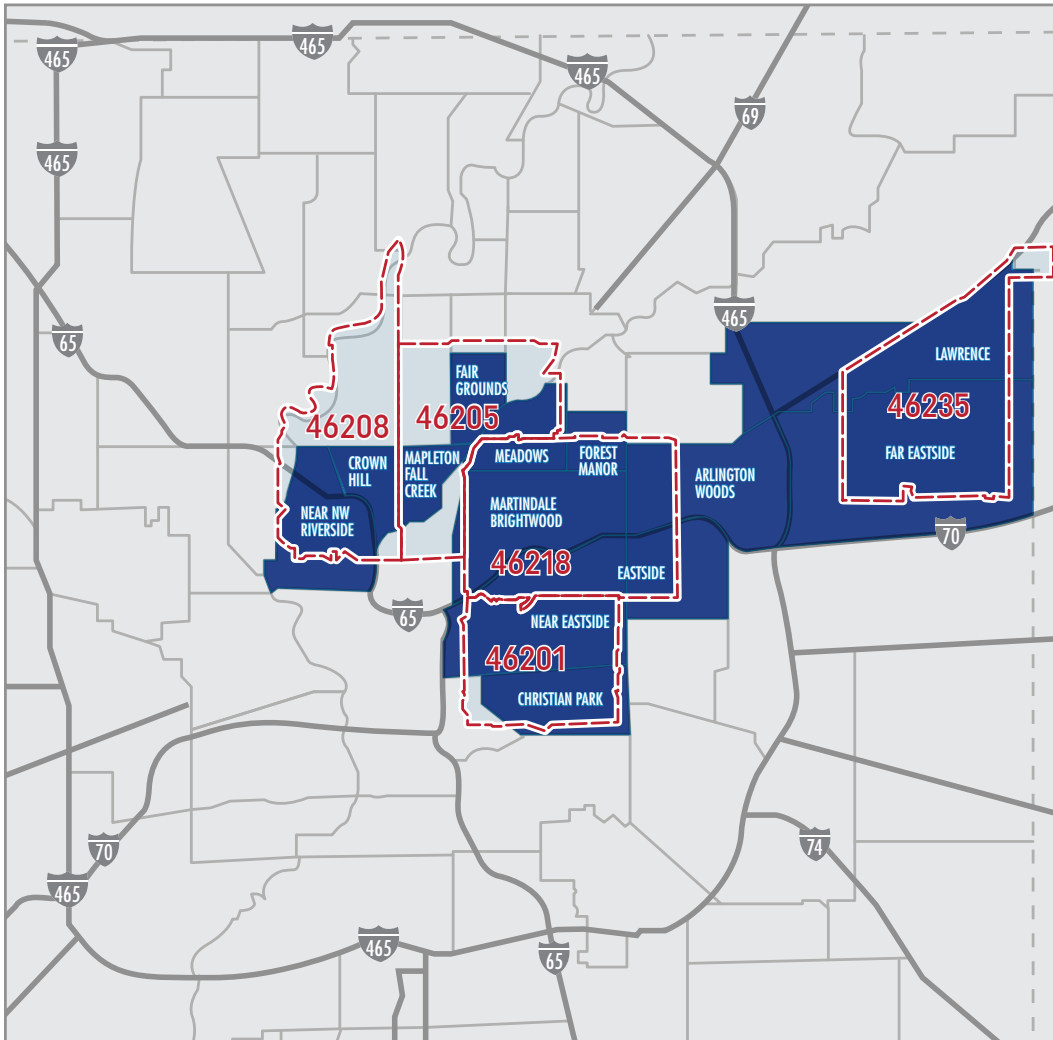 465
465
465
69
465
65
465
FAIR
GROUNDS
LAWRENCE
46208
46205
46235
CROWN
HILL
MAPLETON
FALL
CREEK
MEADOWS
FOREST
MANOR
FAR EASTSIDE
ARLINGTON
WOODS
NEAR NW
RIVERSIDE
MARTINDALE
BRIGHTWOOD
70
46218
EASTSIDE
65
NEAR EASTSIDE
46201
CHRISTIAN PARK
70
74
465
465
65